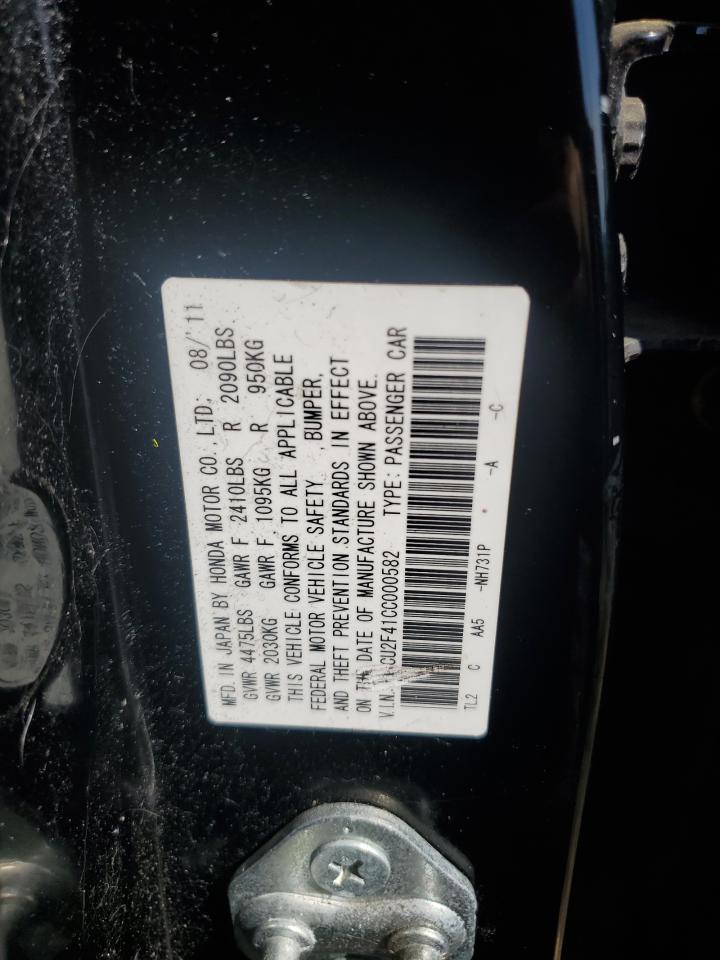 MFD. IN JAPAN BY HONDA MOTOR CO., LTD. 08/'11
GVWR 4475LBS GAWR F 2410LBS R 2090LBS
GVWR 2030KG GAWR F 1095KG R 950KG
THIS VEHICLE CONFORMS TO ALL APPLICABLE
FEDERAL MOTOR VEHICLE SAFETY , BUMPER,
AND THEFT PREVENTION STANDARDS IN EFFECT
ON THE DATE OF MANUFACTURE SHOWN ABOVE.
V.I.N. CU2F41CC000582 TYPE: PASSENGER CAR
TL2 C AA5 -NH731P -A -C